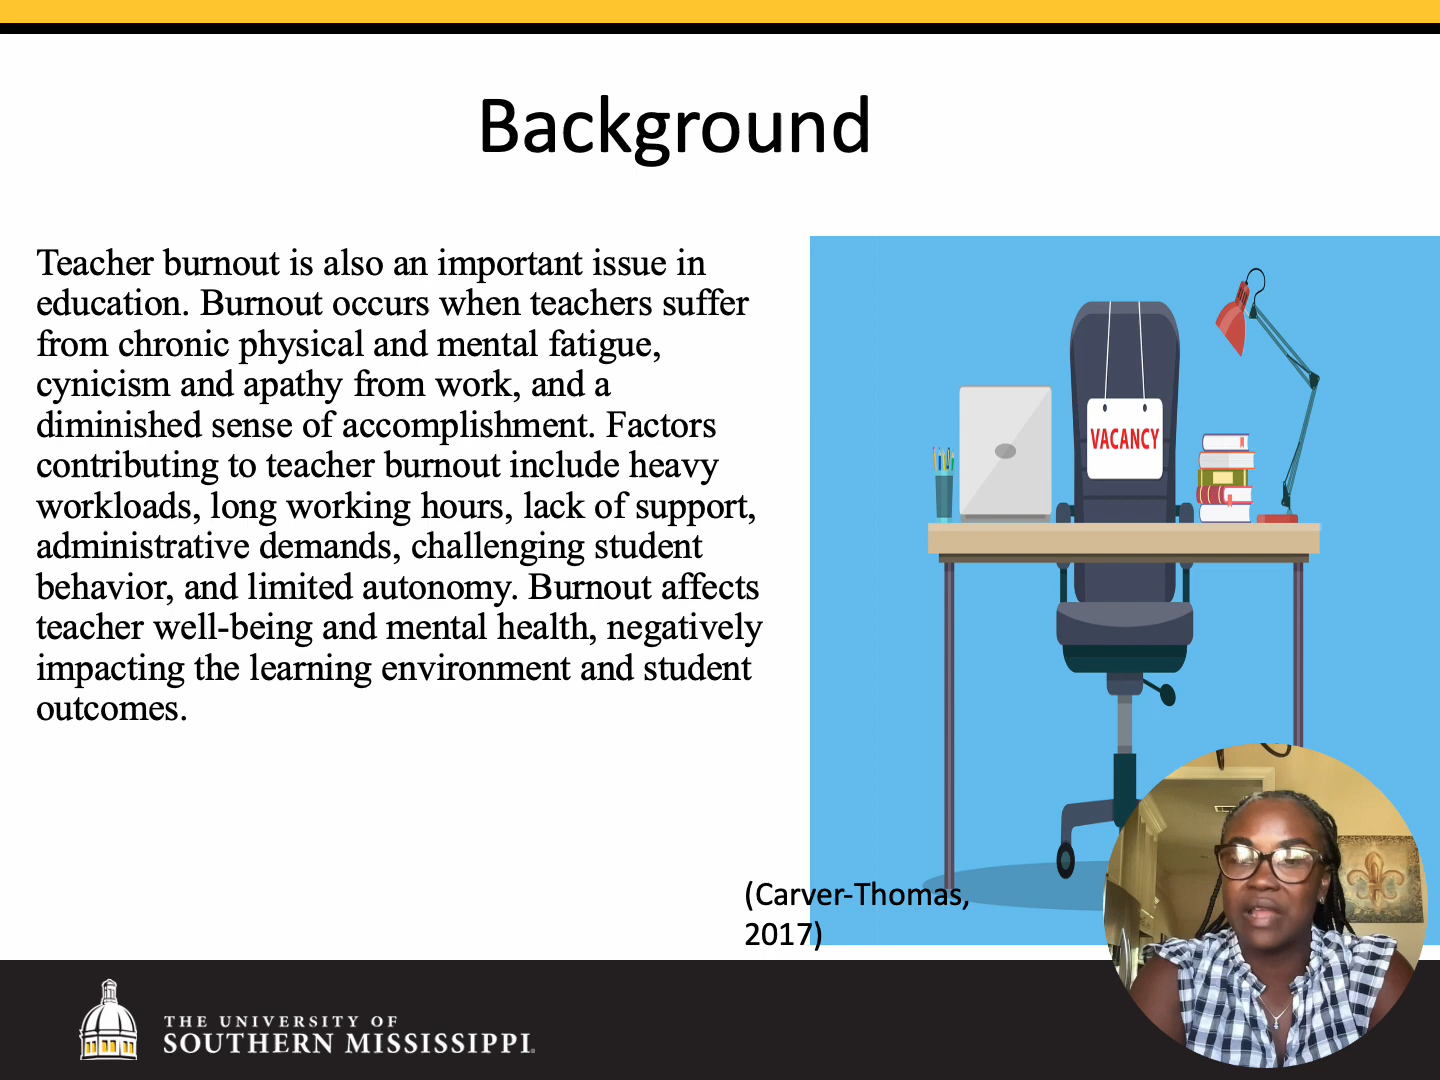 Background
Teacher burnout is also an important issue in
education. Burnout occurs when teachers suffer
from chronic physical and mental fatigue,
cynicism and apathy from work, and a
diminished sense of accomplishment. Factors
contributing to teacher burnout include heavy
workloads, long working hours, lack of support,
administrative demands, challenging student
behavior, and limited autonomy. Burnout affects
teacher well-being and mental health, negatively
impacting the learning environment and student
outcomes.
VACANCY
(Carver-Thomas,
2017)
THE UNIVERSITY OF
SOUTHERN MISSISSIPPI